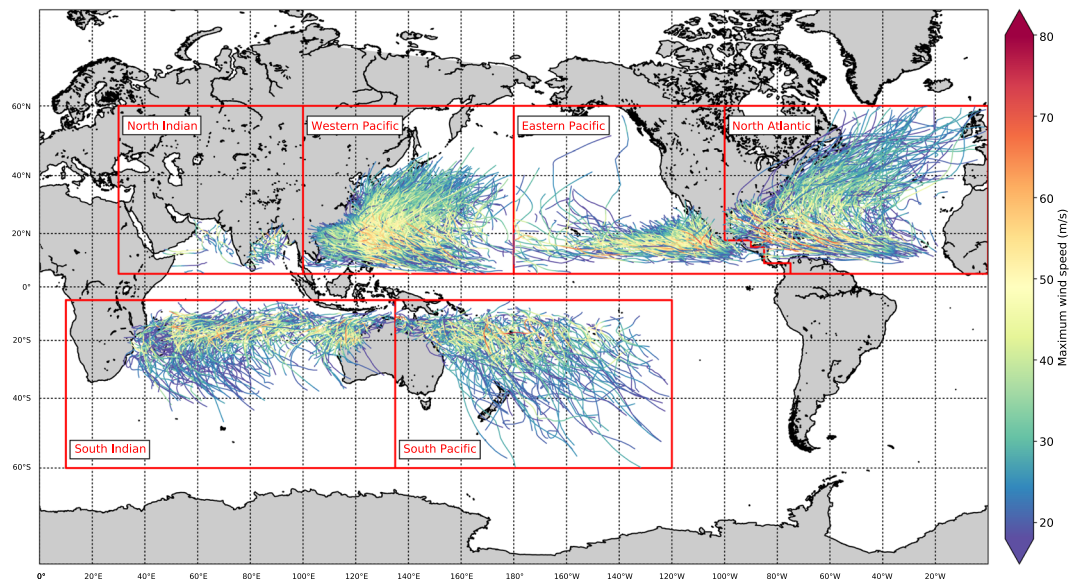 80
60°N
North Indian
Western Pacific
Eastern Pacific
North Atlantic
70
40°N
60
20°N
0°
50
20°S
40
40°S
30
South Indian
South Pacific
60°S
20
Maximum wind speed (m/s)
0° 20°E 40°E 60°E 80°E 100°E 120°E 140°E 160°E 180° 160°W 140°W 120°W 100°W 80°W 60°W 40°W 20°W